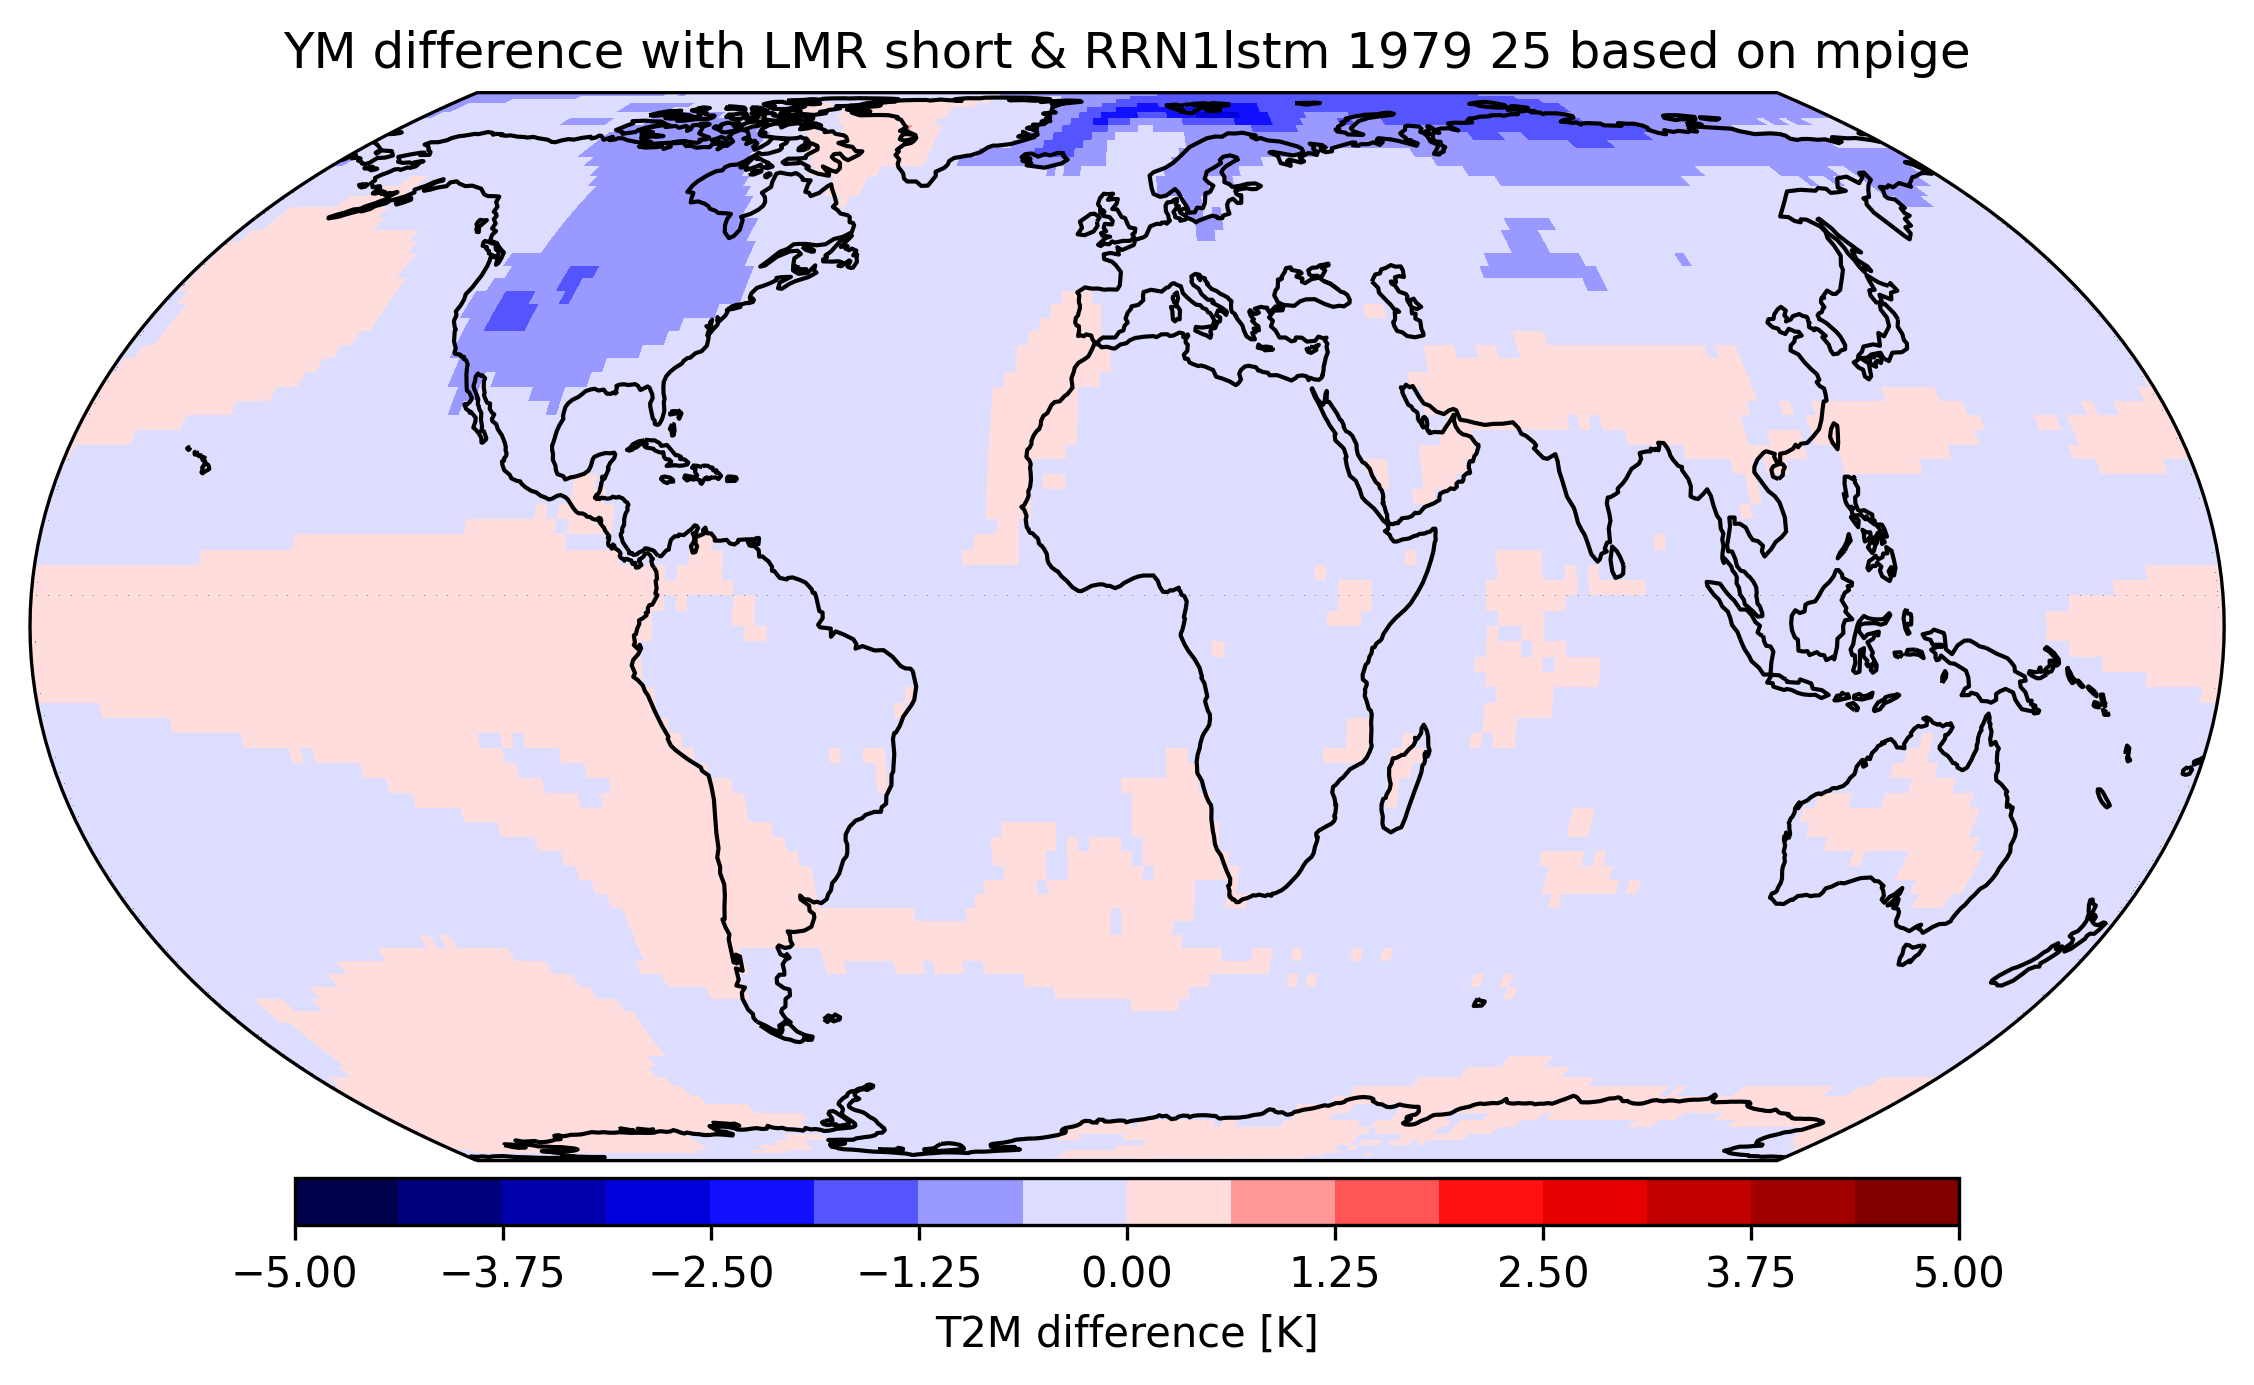 YM difference with LMR short & RRN1lstm 1979 25 based on mpige
−5.00 −3.75 −2.50 −1.25 0.00 1.25 2.50 3.75 5.00
T2M difference [K]